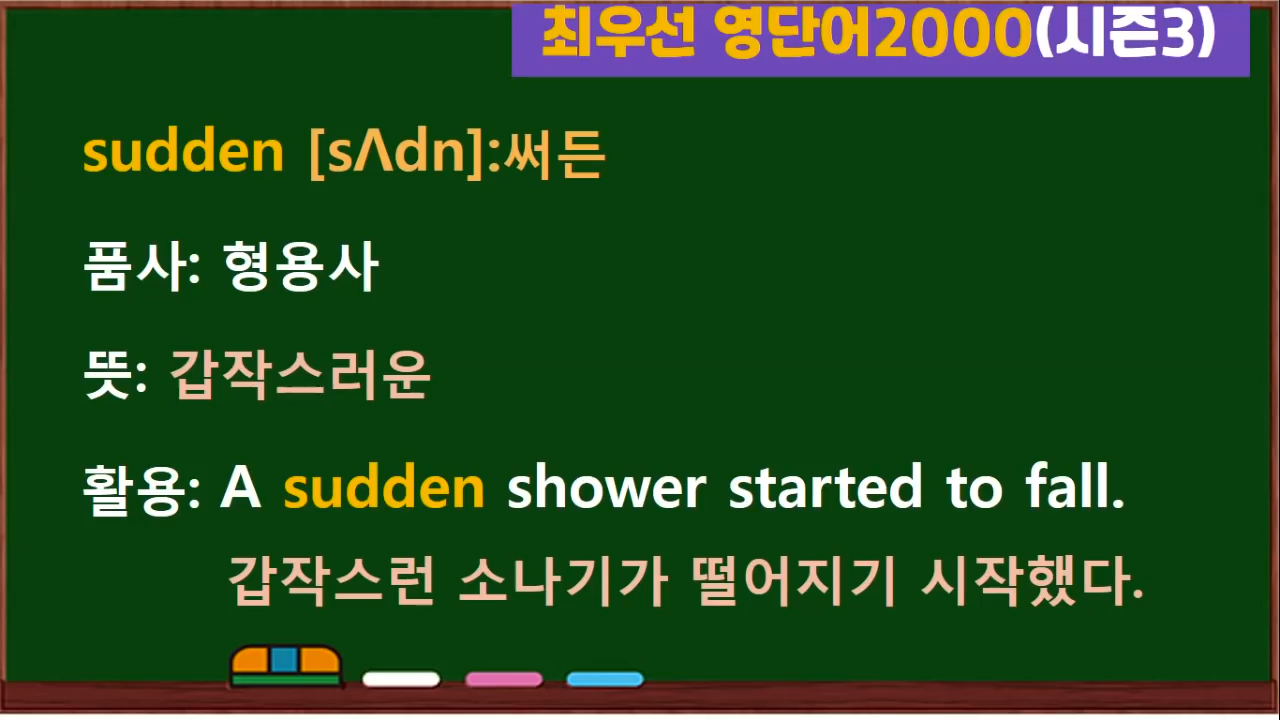 최우선 영단어2000(시즌3)
sudden [sΛdn]:써든
품사: 형용사
뜻: 갑작스러운
활용: A sudden shower started to fall.
갑작스런 소나기가 떨어지기 시작했다.